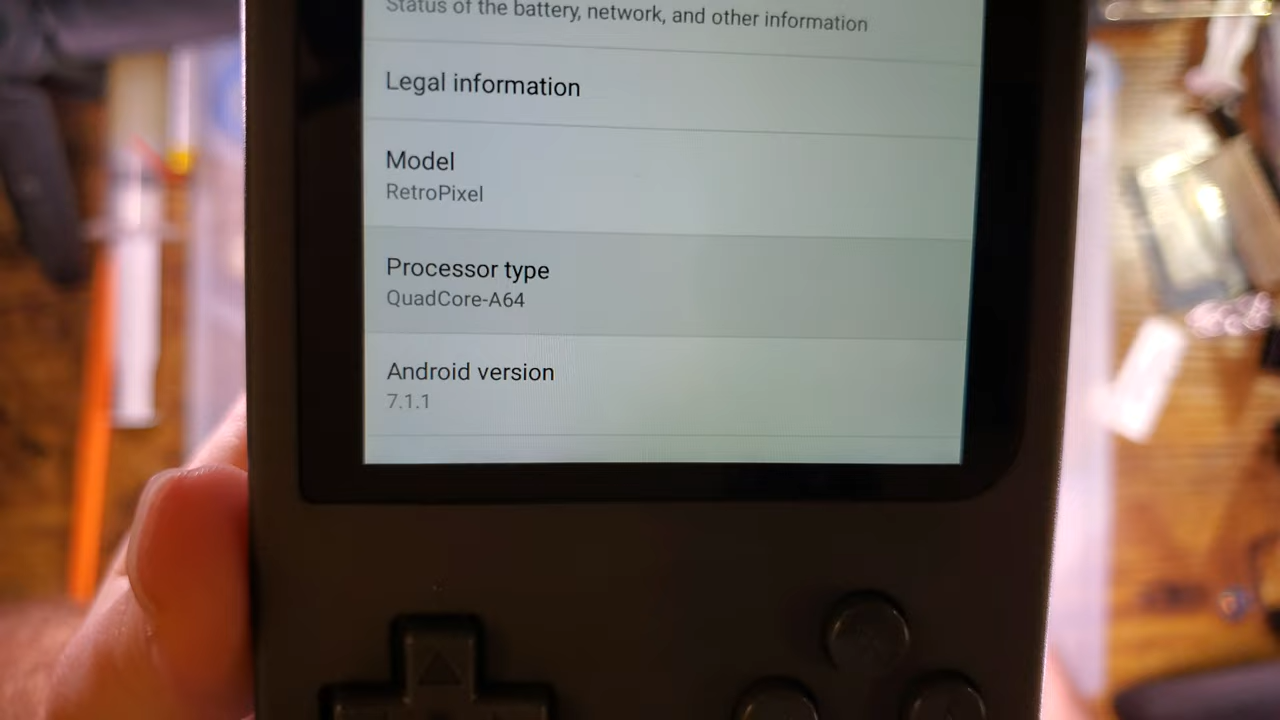 Status of the battery, network, and other information
Legal information
Model
RetroPixel
Processor type
QuadCore-A64
Android version
7.1.1